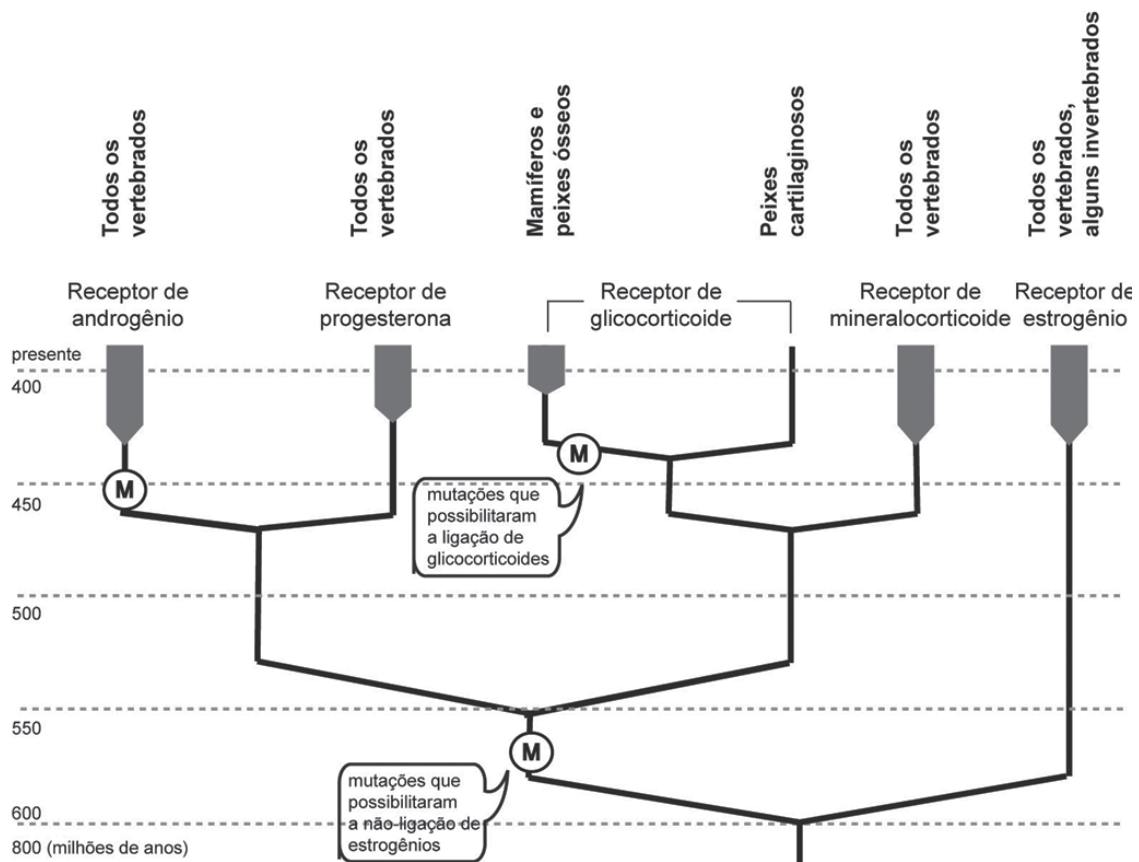 Todos os
vertebrados
Todos os
vertebrados
Mamíferos e
peixes ósseos
Peixes
cartilaginosos
Todos os
vertebrados
Todos os
vertebrados,
alguns invertebrados
Receptor de
androgênio
Receptor de
progesterona
Receptor de
glicocorticoide
Receptor de
mineralocorticoide
Receptor de
estrogênio
presente
400
M
M
450
mutações que
possibilitaram
a ligação de
glicocorticoides
500
550
M
mutações que
possibilitaram
a não-ligação de
estrogênios
600
800 (milhões de anos)